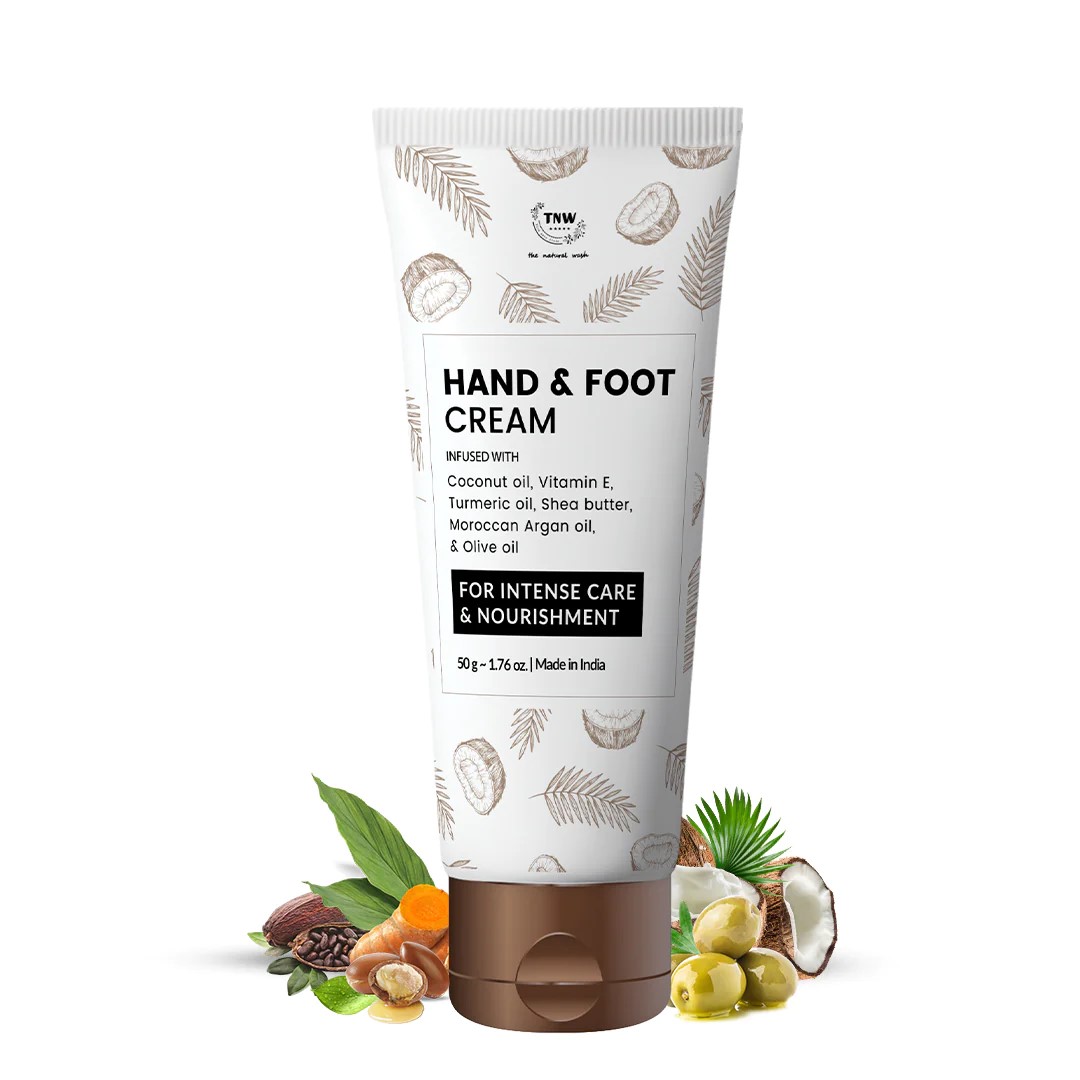 TNW
the natural wash
HAND & FOOT
CREAM
INFUSED WITH
Coconut oil, Vitamin E,
Turmeric oil, Shea butter,
Moroccan Argan oil,
& Olive oil
FOR INTENSE CARE
& NOURISHMENT
50 g ~ 1.76 oz. | Made in India